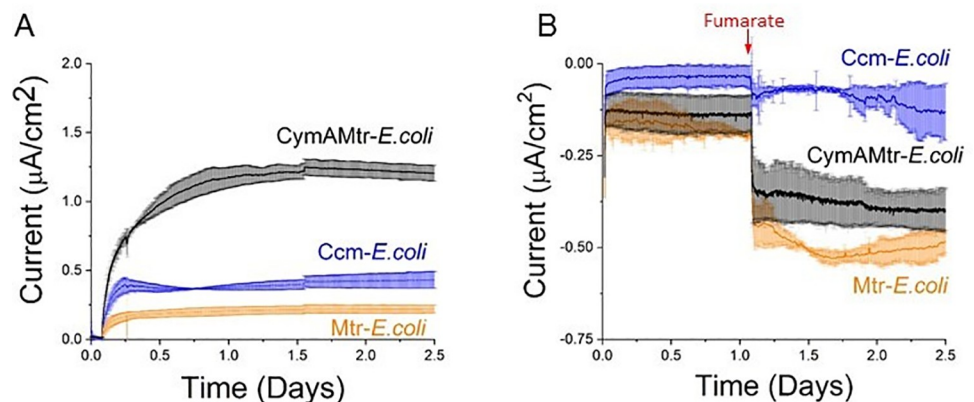 A
Current (µA/cm2)
2.0
1.5
1.0
0.5
0.0
CymAMtr-E.coli
Ccm-E.coli
Mtr-E.coli
0.0 0.5 1.0 1.5 2.0 2.5
Time (Days)
B
Fumarate
Current (µA/cm2)
0.00
-0.25
-0.50
-0.75
Ccm-E.coli
CymAMtr-E.coli
Mtr-E.coli
0.0 0.5 1.0 1.5 2.0 2.5
Time (Days)